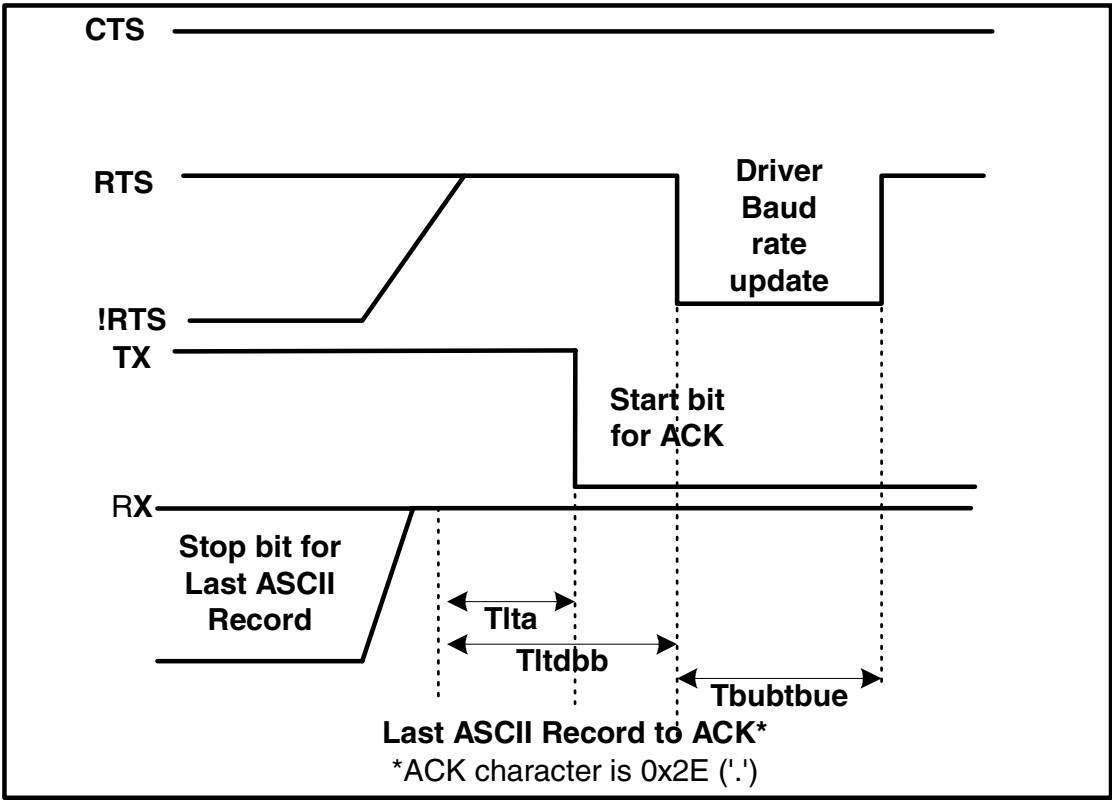 CTS
RTS
Driver
Baud
rate
update
!RTS
TX
Start bit
for ACK
RX
Stop bit for
Last ASCII
Record
Tlta
Tltdbb
Tbubtbue
Last ASCII Record to ACK*
*ACK character is 0x2E ('.')